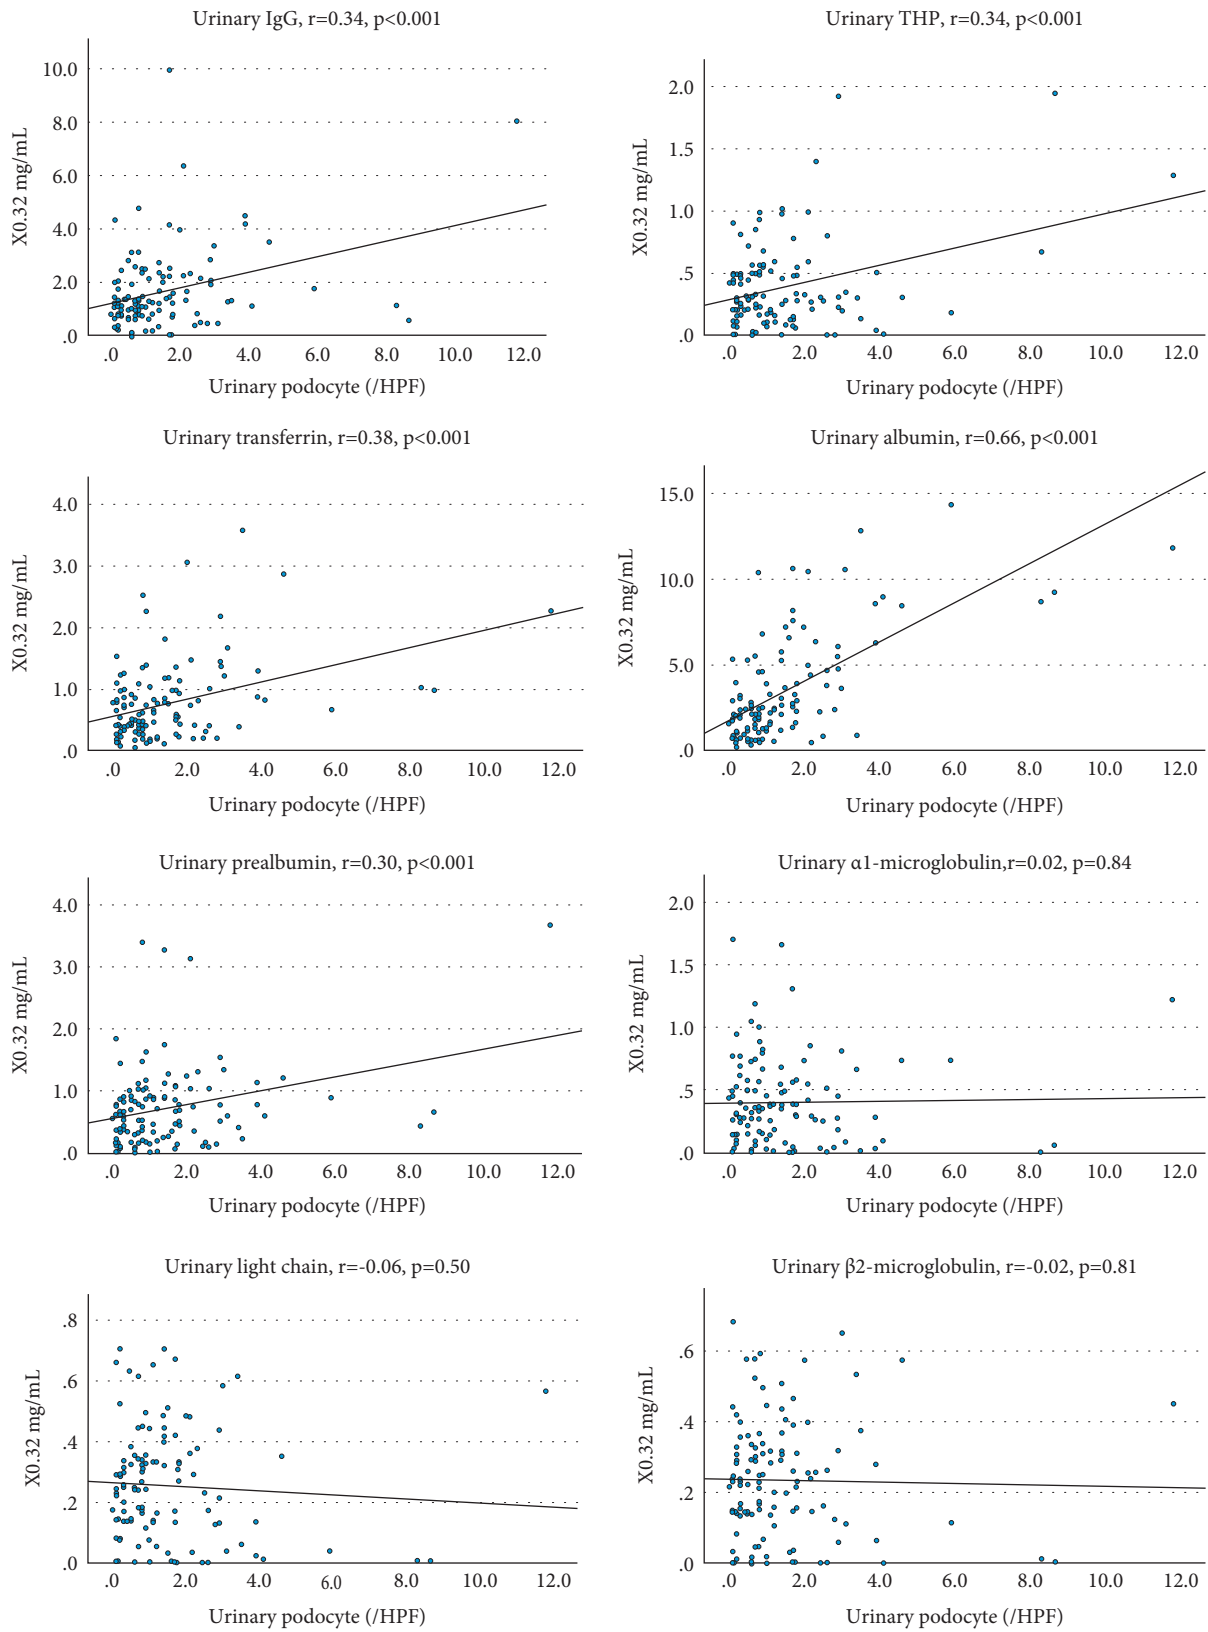 Urinary IgG, r=0.34, p<0.001
X0.32 mg/mL
10.0
8.0
6.0
4.0
2.0
.0
.0 2.0 4.0 6.0 8.0 10.0 12.0
Urinary podocyte (/HPF)
Urinary THP, r=0.34, p<0.001
X0.32 mg/mL
2.0
1.5
1.0
.5
.0
.0 2.0 4.0 6.0 8.0 10.0 12.0
Urinary podocyte (/HPF)
Urinary transferrin, r=0.38, p<0.001
X0.32 mg/mL
4.0
3.0
2.0
1.0
.0
.0 2.0 4.0 6.0 8.0 10.0 12.0
Urinary podocyte (/HPF)
Urinary albumin, r=0.66, p<0.001
X0.32 mg/mL
15.0
10.0
5.0
.0
.0 2.0 4.0 6.0 8.0 10.0 12.0
Urinary podocyte (/HPF)
Urinary prealbumin, r=0.30, p<0.001
X0.32 mg/mL
4.0
3.0
2.0
1.0
.0
.0 2.0 4.0 6.0 8.0 10.0 12.0
Urinary podocyte (/HPF)
Urinary α1-microglobulin,r=0.02, p=0.84
X0.32 mg/mL
2.0
1.5
1.0
.5
.0
.0 2.0 4.0 6.0 8.0 10.0 12.0
Urinary podocyte (/HPF)
Urinary light chain, r=-0.06, p=0.50
X0.32 mg/mL
.8
.6
.4
.2
.0
.0 2.0 4.0 6.0 8.0 10.0 12.0
Urinary podocyte (/HPF)
Urinary β2-microglobulin, r=-0.02, p=0.81
X0.32 mg/mL
.6
.4
.2
.0
.0 2.0 4.0 6.0 8.0 10.0 12.0
Urinary podocyte (/HPF)